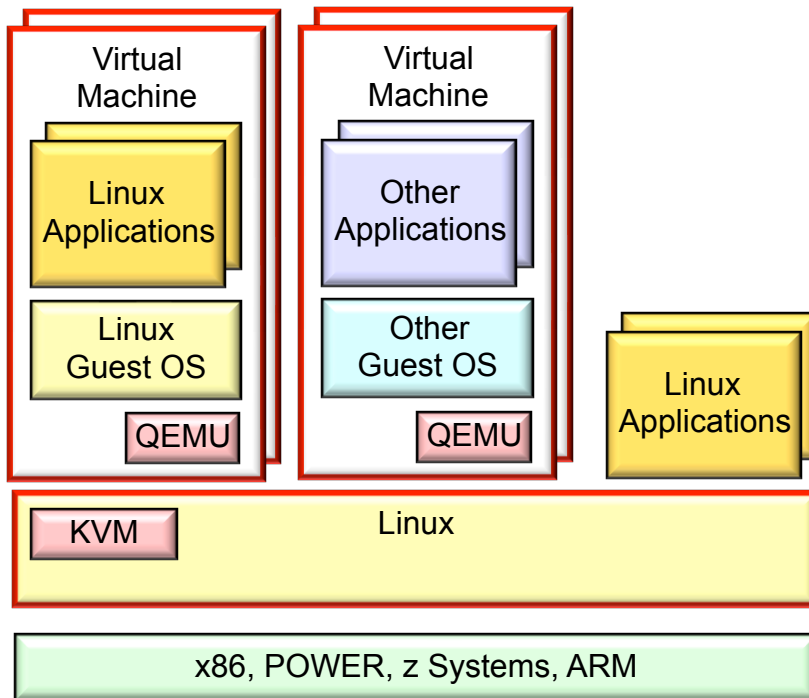 Virtual
Machine
Linux
Applications
Linux
Guest OS
QEMU
Virtual
Machine
Other
Applications
Other
Guest OS
QEMU
Linux
Applications
KVM
Linux
x86, POWER, z Systems, ARM